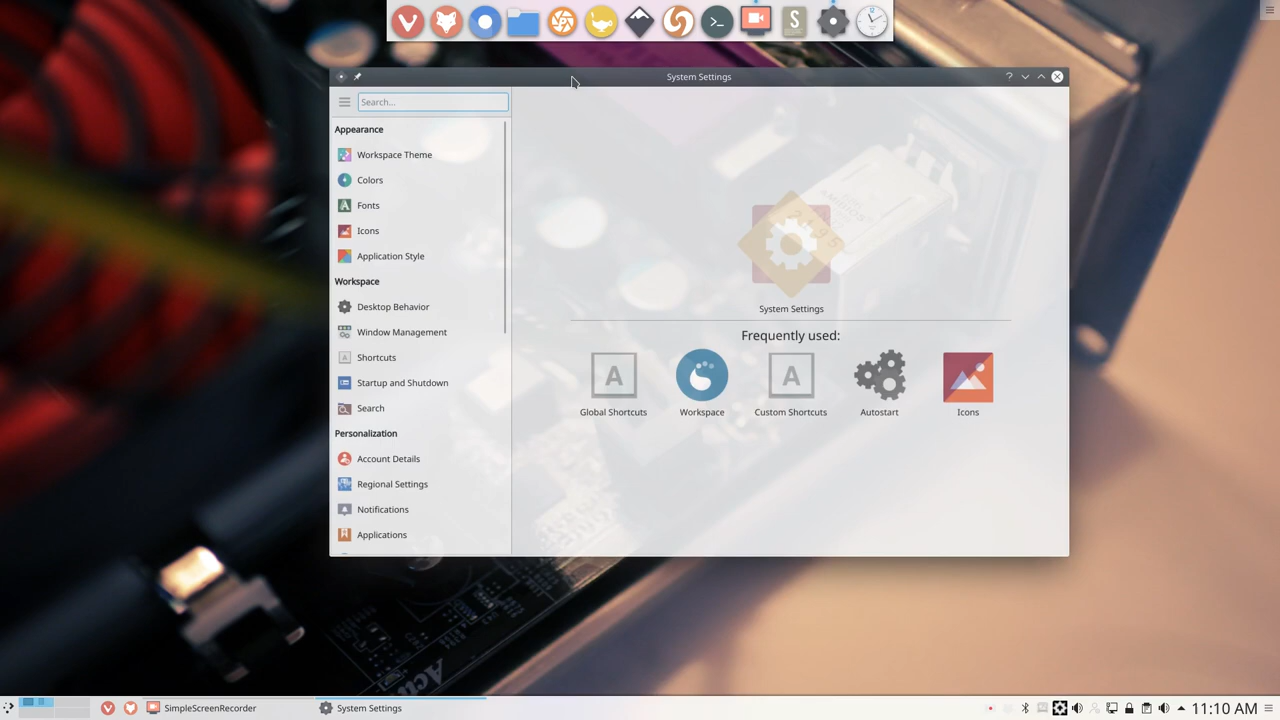 System Settings
?
Search...
Appearance
Workspace Theme
Colors
Fonts
Icons
Application Style
Workspace
Desktop Behavior
Window Management
Shortcuts
Startup and Shutdown
Search
Personalization
Account Details
Regional Settings
Notifications
Applications
System Settings
Frequently used:
A
A
Global Shortcuts
Workspace
Custom Shortcuts
Autostart
Icons
SimpleScreenRecorder
System Settings
11:10 AM